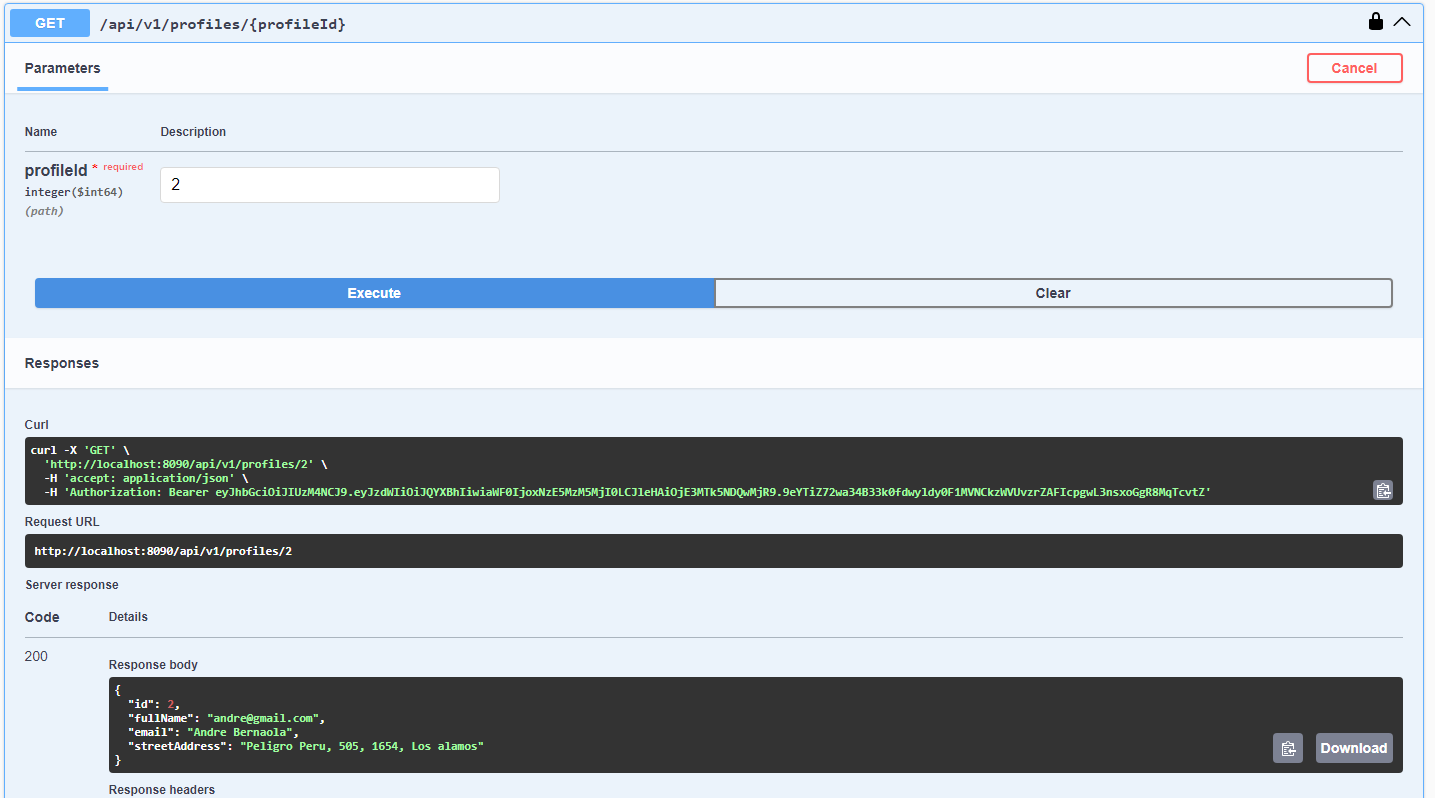 GET /api/v1/profiles/{profileId}
Parameters
Cancel
Name Description
profileId * required
2
integer($int64)
(path)
Execute Clear
Responses
Curl
curl -X 'GET' \
'http://localhost:8090/api/v1/profiles/2' \
-H 'accept: application/json' \
-H 'Authorization: Bearer eyJhbGciOiJIUzM4NCJ9.eyJzdWIiOiJQYXBhIiwiaWF0IjoxNzE5MzM5MjI0LCJleHAiOjE3MTk5NDQwMjR9.9eYTiZ72wa34B33k0fdwyldy0F1MVNCkzWVUvzrZAFIcpgwL3nsxoGgR8MqTcvtZ'
Request URL
http://localhost:8090/api/v1/profiles/2
Server response
Code Details
200
Response body
{
"id": 2,
"fullName": "andre@gmail.com",
"email": "Andre Bernaola",
"streetAddress": "Peligro Peru, 505, 1654, Los alamos"
}
Download
Response headers